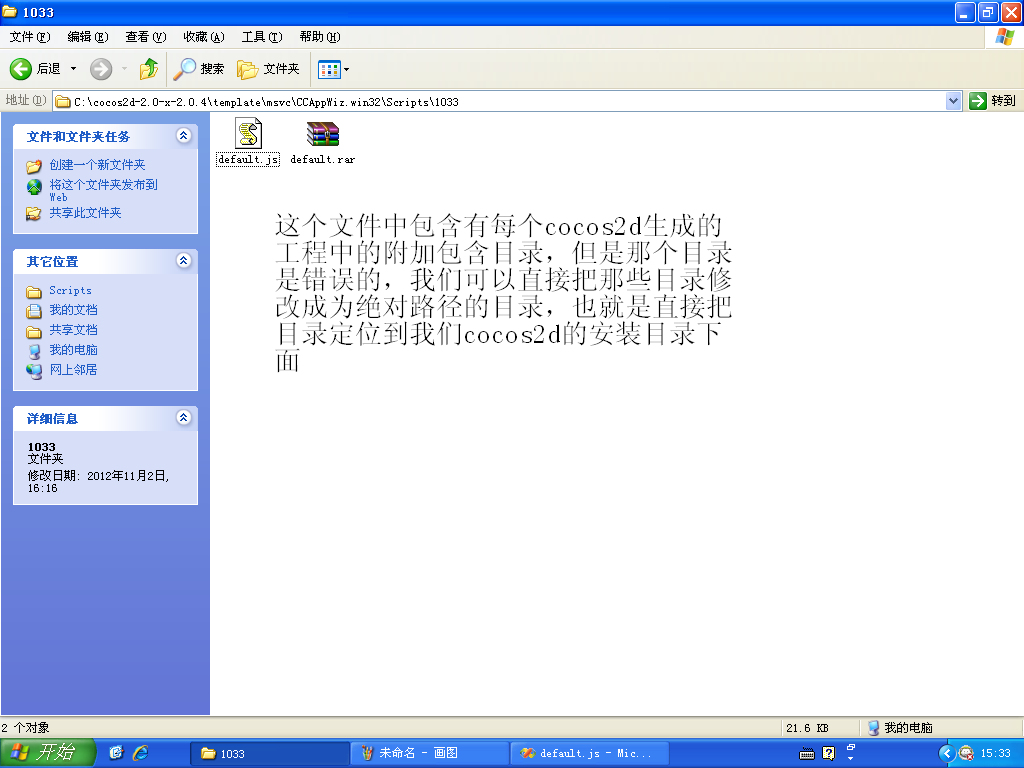 1033
文件(F) 编辑(E) 查看(V) 收藏(A) 工具(T) 帮助(H)
后退 搜索 文件夹
地址(D) C:\cocos2d-2.0-x-2.0.4\template\msvc\CCAppWiz.win32\Scripts\1033 转到
文件和文件夹任务
创建一个新文件夹
将这个文件夹发布到
Web
共享此文件夹
其它位置
Scripts
我的文档
共享文档
我的电脑
网上邻居
详细信息
1033
文件夹
修改日期: 2012年11月2日,
16:16
default.js default.rar
这个文件中包含有每个cocos2d生成的
工程中的附加包含目录，但是那个目录
是错误的，我们可以直接把那些目录修
改成为绝对路径的目录，也就是直接把
目录定位到我们cocos2d的安装目录下
面
2 个对象 21.6 KB 我的电脑
开始 1033 未命名 - 画图 default.js - Mic... 15:33